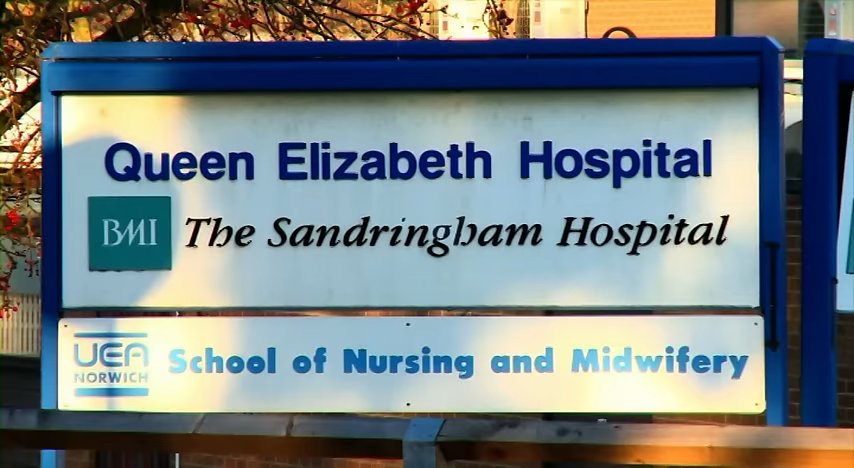 Queen Elizabeth Hospital
BMI The Sandringham Hospital
UEA
NORWICH
School of Nursing and Midwifery